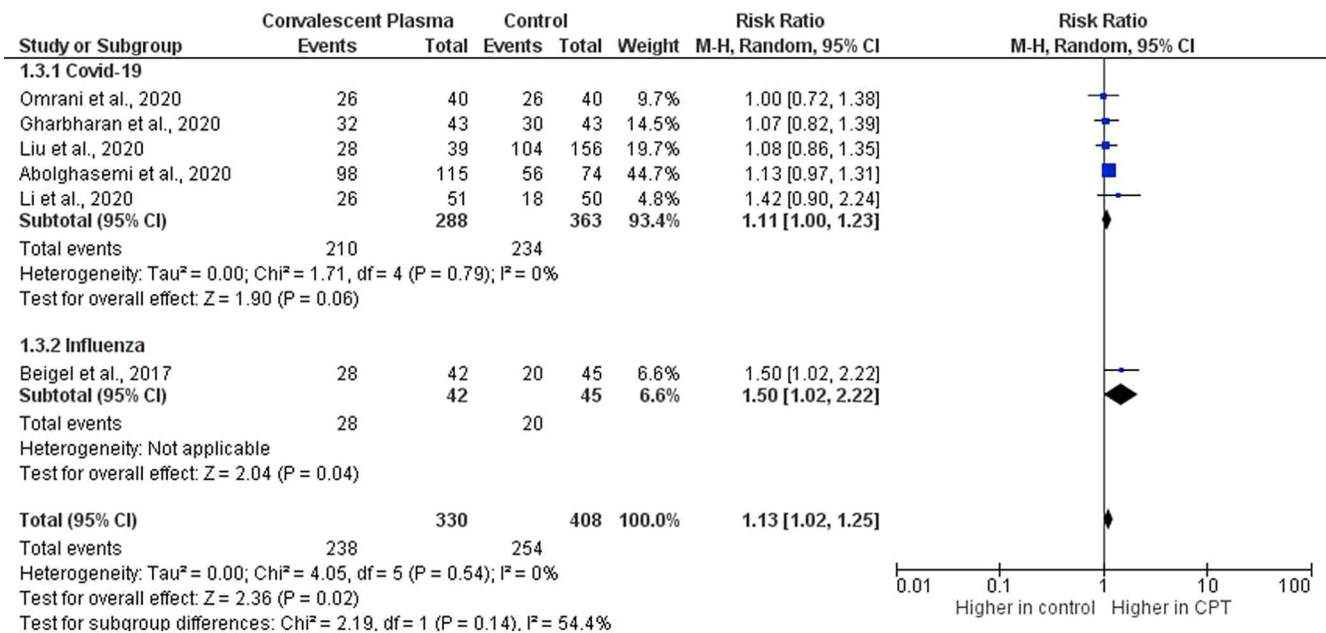 Convalescent Plasma Control Risk Ratio Risk Ratio
Study or Subgroup Events Total Events Total Weight M-H, Random, 95% CI M-H, Random, 95% CI
1.3.1 Covid-19
Omrani et al., 2020 26 40 26 40 9.7% 1.00 [0.72, 1.38]
Gharbharan et al., 2020 32 43 30 43 14.5% 1.07 [0.82, 1.39]
Liu et al., 2020 28 39 104 156 19.7% 1.08 [0.86, 1.35]
Abolghasemi et al., 2020 98 115 56 74 44.7% 1.13 [0.97, 1.31]
Li et al., 2020 26 51 18 50 4.8% 1.42 [0.90, 2.24]
Subtotal (95% CI) 288 363 93.4% 1.11 [1.00, 1.23]
Total events 210 234
Heterogeneity: Tau² = 0.00; Chi² = 1.71, df = 4 (P = 0.79); I² = 0%
Test for overall effect: Z = 1.90 (P = 0.06)
1.3.2 Influenza
Beigel et al., 2017 28 42 20 45 6.6% 1.50 [1.02, 2.22]
Subtotal (95% CI) 42 45 6.6% 1.50 [1.02, 2.22]
Total events 28 20
Heterogeneity: Not applicable
Test for overall effect: Z = 2.04 (P = 0.04)
Total (95% CI) 330 408 100.0% 1.13 [1.02, 1.25]
Total events 238 254
Heterogeneity: Tau² = 0.00; Chi² = 4.05, df = 5 (P = 0.54); I² = 0%
Test for overall effect: Z = 2.36 (P = 0.02)
Test for subgroup differences: Chi² = 2.19, df = 1 (P = 0.14), I² = 54.4%
0.01 0.1 1 10 100
Higher in control Higher in CPT